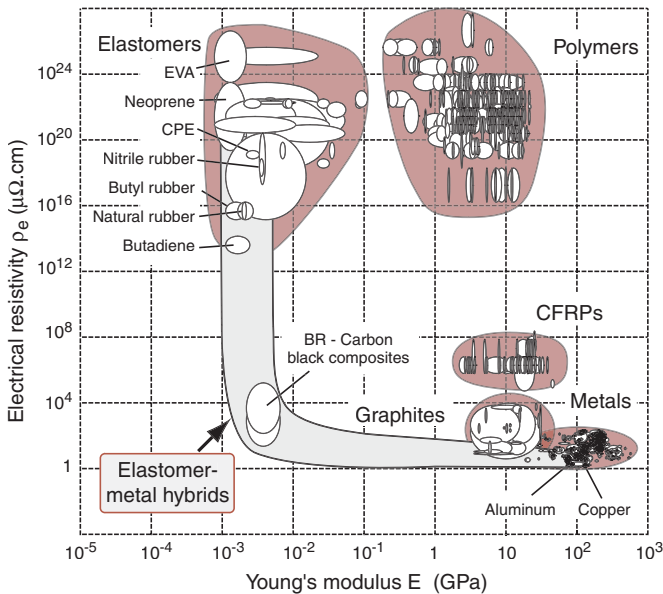 Elastomers
Polymers
EVA
Neoprene
CPE
Nitrile rubber
Butyl rubber
Natural rubber
Butadiene
CFRPs
BR - Carbon
black composites
Graphites
Metals
Elastomer-
metal hybrids
Aluminum
Copper
Electrical resistivity ρe (μΩ.cm)
10^24
10^20
10^16
10^12
10^8
10^4
1
10^-5
10^-4
10^-3
10^-2
10^-1
1
10
10^2
10^3
Young's modulus E (GPa)